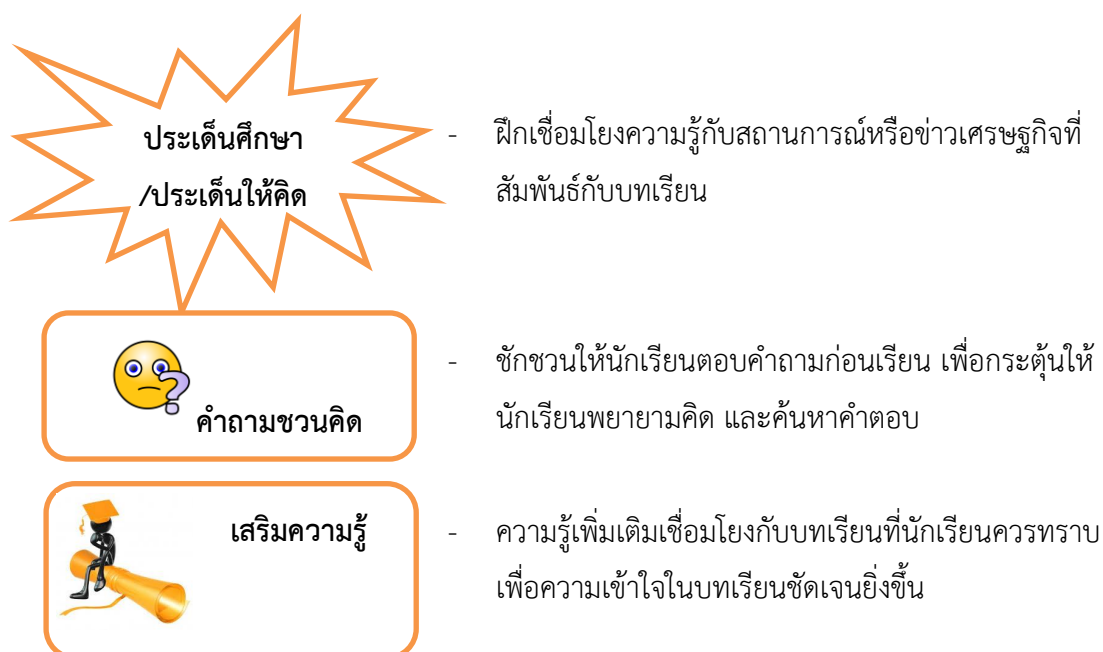 ประเด็นศึกษา
/ประเด็นให้คิด
- ฝึกเชื่อมโยงความรู้กับสถานการณ์หรือข่าวเศรษฐกิจที่
สัมพันธ์กับบทเรียน
คำถามชวนคิด
- ชักชวนให้นักเรียนตอบคำถามก่อนเรียน เพื่อกระตุ้นให้
นักเรียนพยายามคิด และค้นหาคำตอบ
เสริมความรู้
- ความรู้เพิ่มเติมเชื่อมโยงกับบทเรียนที่นักเรียนควรทราบ
เพื่อความเข้าใจในบทเรียนชัดเจนยิ่งขึ้น